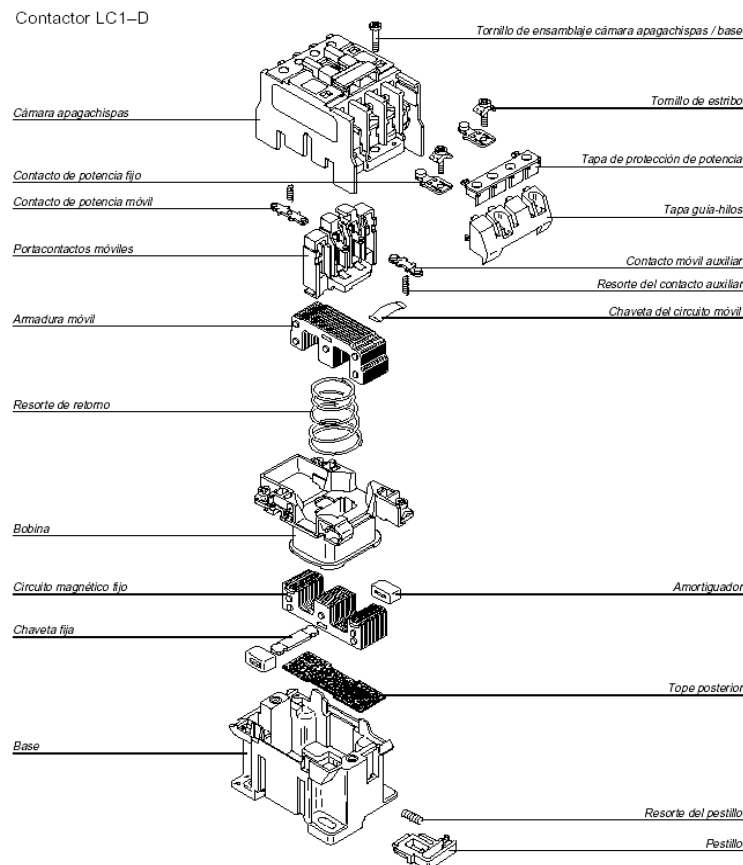 Contactor LC1–D
Tornillo de ensamblaje cámara apagachispas / base
Cámara apagachispas
Tornillo de estribo
Tapa de protección de potencia
Contacto de potencia fijo
Contacto de potencia móvil
Tapa guía-hilos
Portacontactos móviles
Contacto móvil auxiliar
Resorte del contacto auxiliar
Chaveta del circuito móvil
Armadura móvil
Resorte de retorno
Bobina
Circuito magnético fijo
Amortiguador
Chaveta fija
Tope posterior
Base
Resorte del pestillo
Pestillo